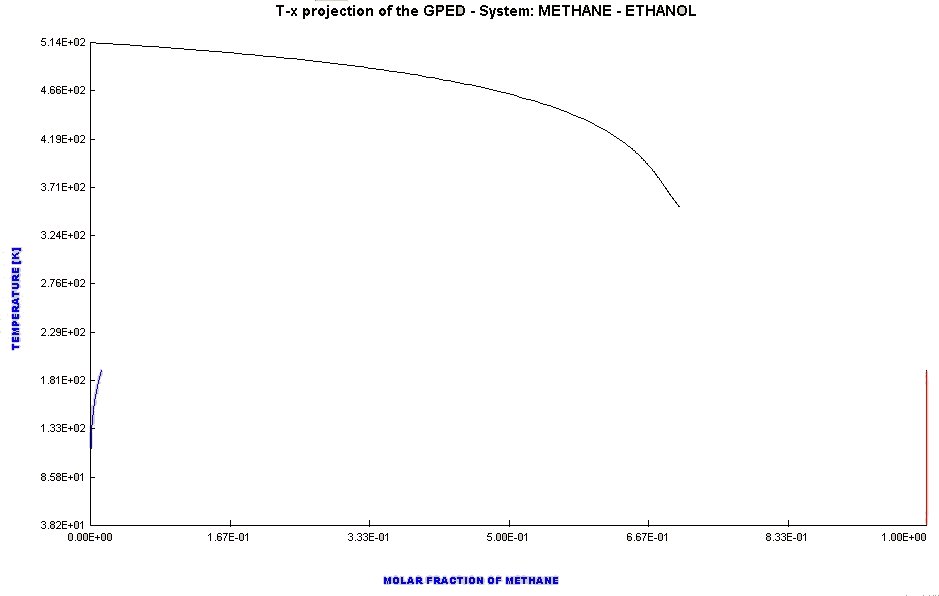 T-x projection of the GPED - System: METHANE - ETHANOL
5.14E+02
4.66E+02
4.19E+02
3.71E+02
3.24E+02
2.76E+02
2.29E+02
1.81E+02
1.33E+02
8.58E+01
3.82E+01
TEMPERATURE [K]
0.00E+00 1.67E-01 3.33E-01 5.00E-01 6.67E-01 8.33E-01 1.00E+00
MOLAR FRACTION OF METHANE